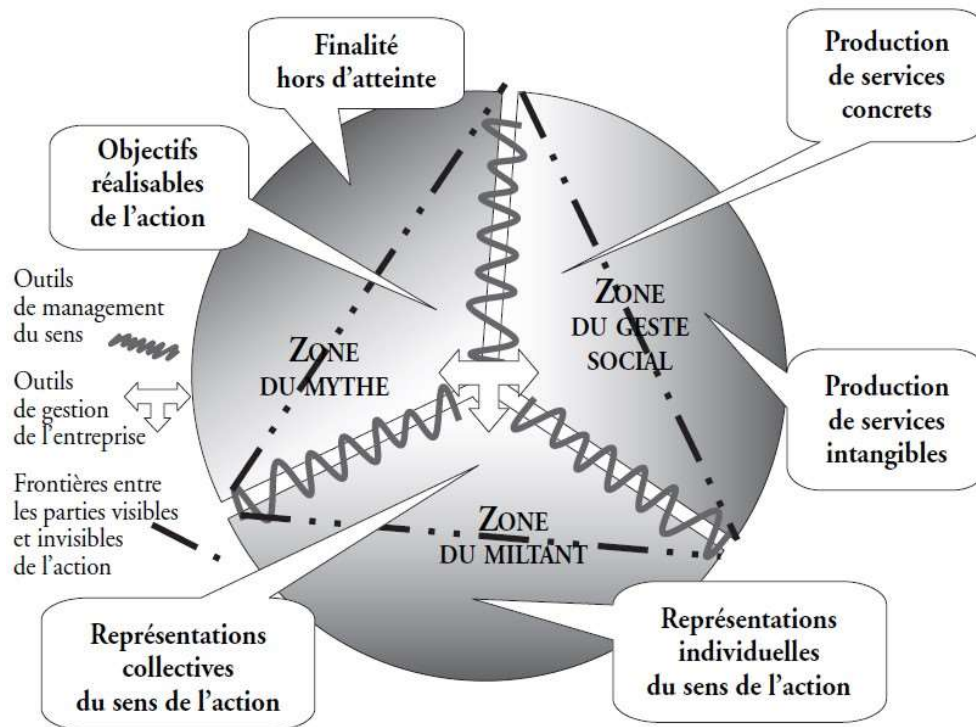 Finalité
hors d'atteinte
Production
de services
concrets
Objectifs
réalisables
de l'action
Outils
de management
du sens
ZONE
DU MYTHE
ZONE
DU GESTE
SOCIAL
Outils
de gestion
de l'entreprise
Production
de services
intangibles
Frontières entre
les parties visibles
et invisibles
de l'action
ZONE
DU MILTANT
Représentations
collectives
du sens de l'action
Représentations
individuelles
du sens de l'action